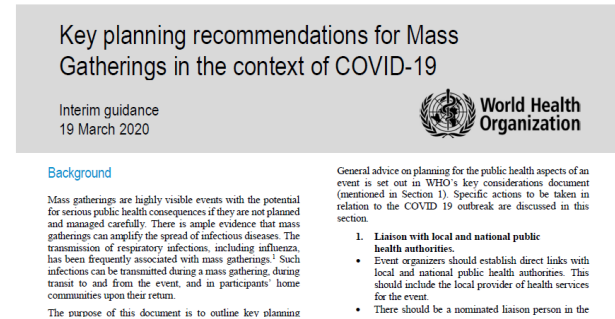 Key planning recommendations for Mass
Gatherings in the context of COVID-19
Interim guidance
19 March 2020
World Health
Organization
Background
Mass gatherings are highly visible events with the potential
for serious public health consequences if they are not planned
and managed carefully. There is ample evidence that mass
gatherings can amplify the spread of infectious diseases. The
transmission of respiratory infections, including influenza,
has been frequently associated with mass gatherings.1 Such
infections can be transmitted during a mass gathering, during
transit to and from the event, and in participants' home
communities upon their return.
The purpose of this document is to outline key planning
General advice on planning for the public health aspects of an
event is set out in WHO's key considerations document
(mentioned in Section 1). Specific actions to be taken in
relation to the COVID 19 outbreak are discussed in this
section.
1. Liaison with local and national public
health authorities.
• Event organizers should establish direct links with
local and national public health authorities. This
should include the local provider of health services
for the event.
• There should be a nominated liaison person in the